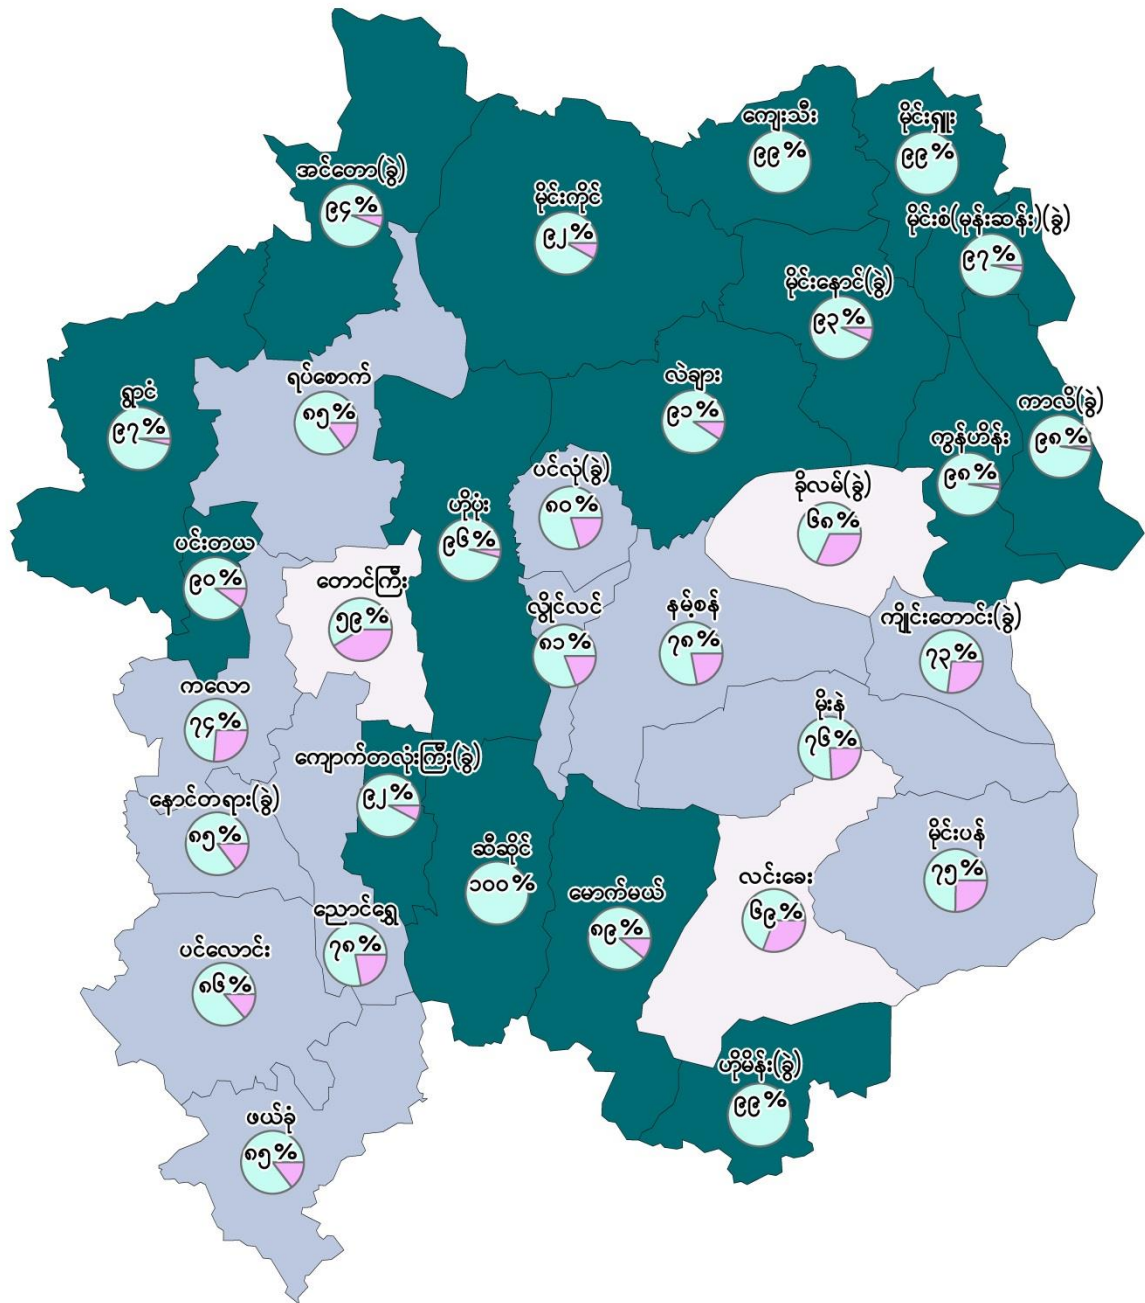 ကျေးသီး
၉၉%
မိုင်းရှူး
၉၉%
အင်တော(ခွဲ)
၉၄%
မိုင်းကိုင်
၉၂%
မိုင်းစံ(မုန်းဆန်း)(ခွဲ)
၉၇%
မိုင်းနောင်(ခွဲ)
၉၃%
ရပ်စောက်
၈၅%
လဲချား
၉၁%
ရွာငံ
၉၇%
ကာလိ(ခွဲ)
၉၈%
ကွန်ဟိန်း
၉၈%
ပင်လုံ(ခွဲ)
၈၀%
ခိုလမ်(ခွဲ)
၆၈%
ဟိုပုံး
၉၆%
ပင်းတယ
၉၀%
တောင်ကြီး
၅၉%
လွိုင်လင်
၈၁%
နမ့်စန်
၇၈%
ကျိုင်းတောင်း(ခွဲ)
၇၃%
ကလော
၇၄%
မိုးနဲ
၇၆%
ကျောက်တလုံးကြီး(ခွဲ)
၉၂%
နောင်တရား(ခွဲ)
၈၅%
ဆီဆိုင်
၁၀၀%
မိုင်းပန်
၇၅%
လင်းခေး
၆၉%
မောက်မယ်
၈၉%
ညောင်ရွှေ
၇၈%
ပင်လောင်း
၈၆%
ဟိုမိန်း(ခွဲ)
၉၉%
ဖယ်ခုံ
၈၅%